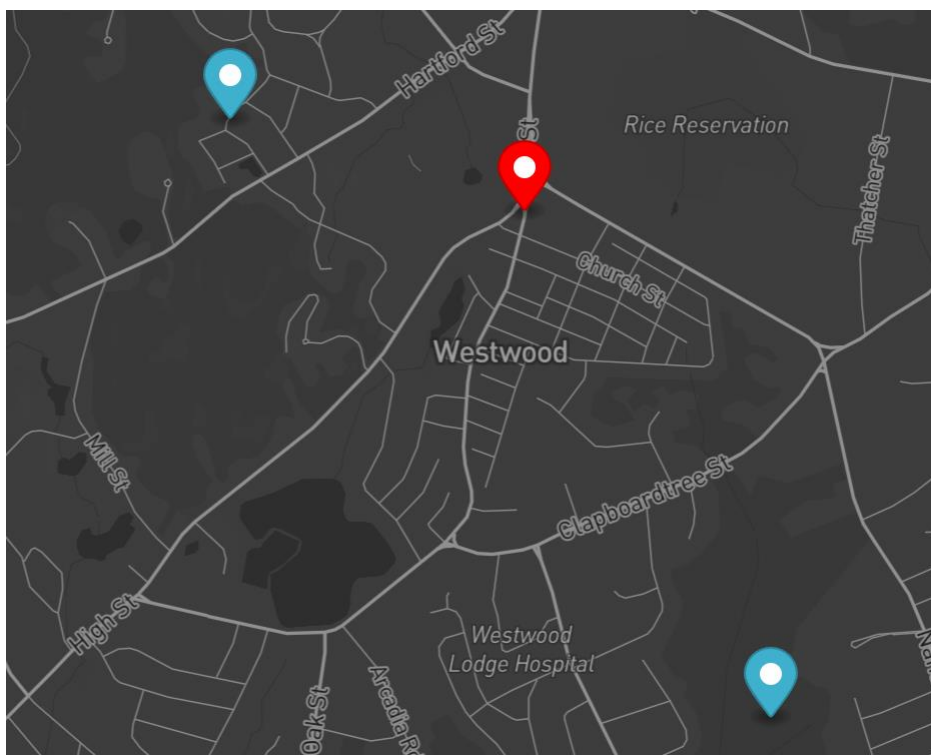 Hartford St
St
Rice Reservation
Thatcher St
Church St
Westwood
Mill St
Clapboardtree St
High St
Westwood
Lodge Hospital
Oak St
Arcadia R